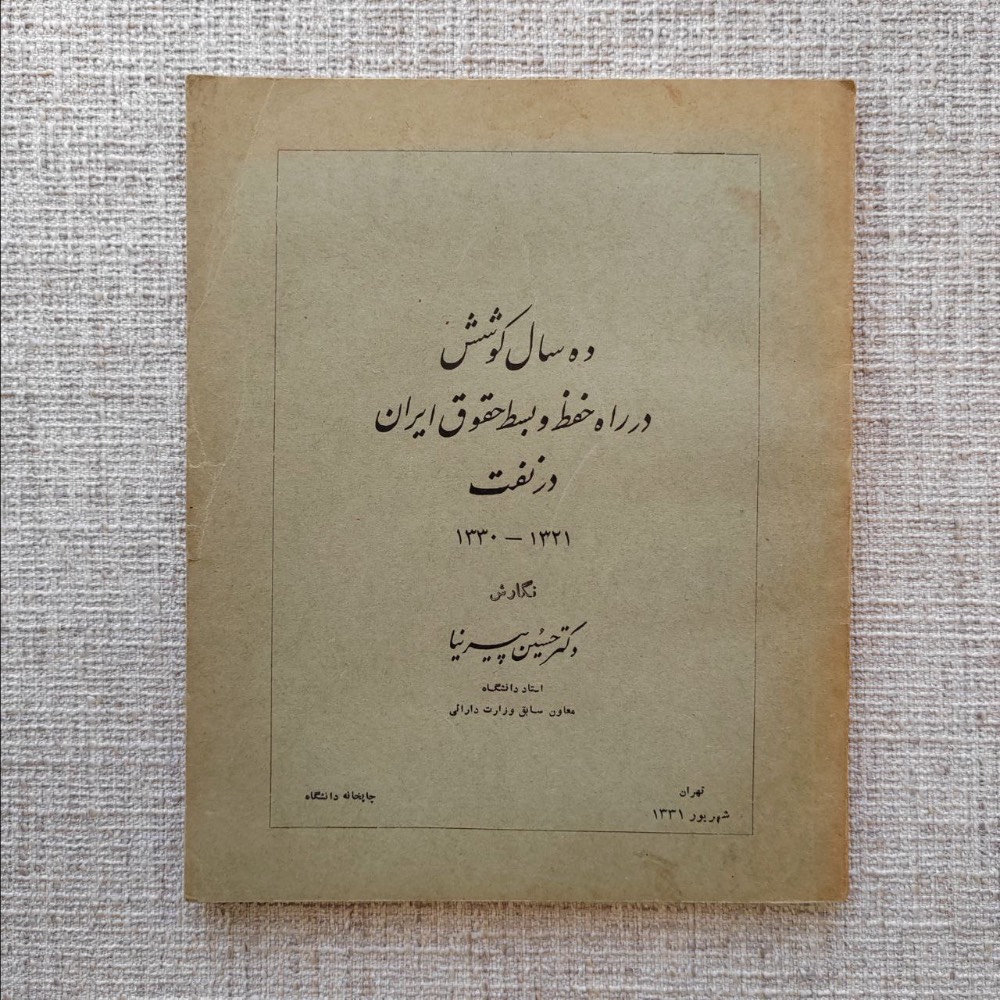 ده سال کوشش
در راه حفظ و بسط حقوق ایران
در نفت
۱۳۲۱ — ۱۳۳۰
نگارش
دکتر حسین پیرنیا
استاد دانشگاه
معاون سابق وزارت دارائی
تهران
شهریور ۱۳۳۱
چاپخانه دانشگاه